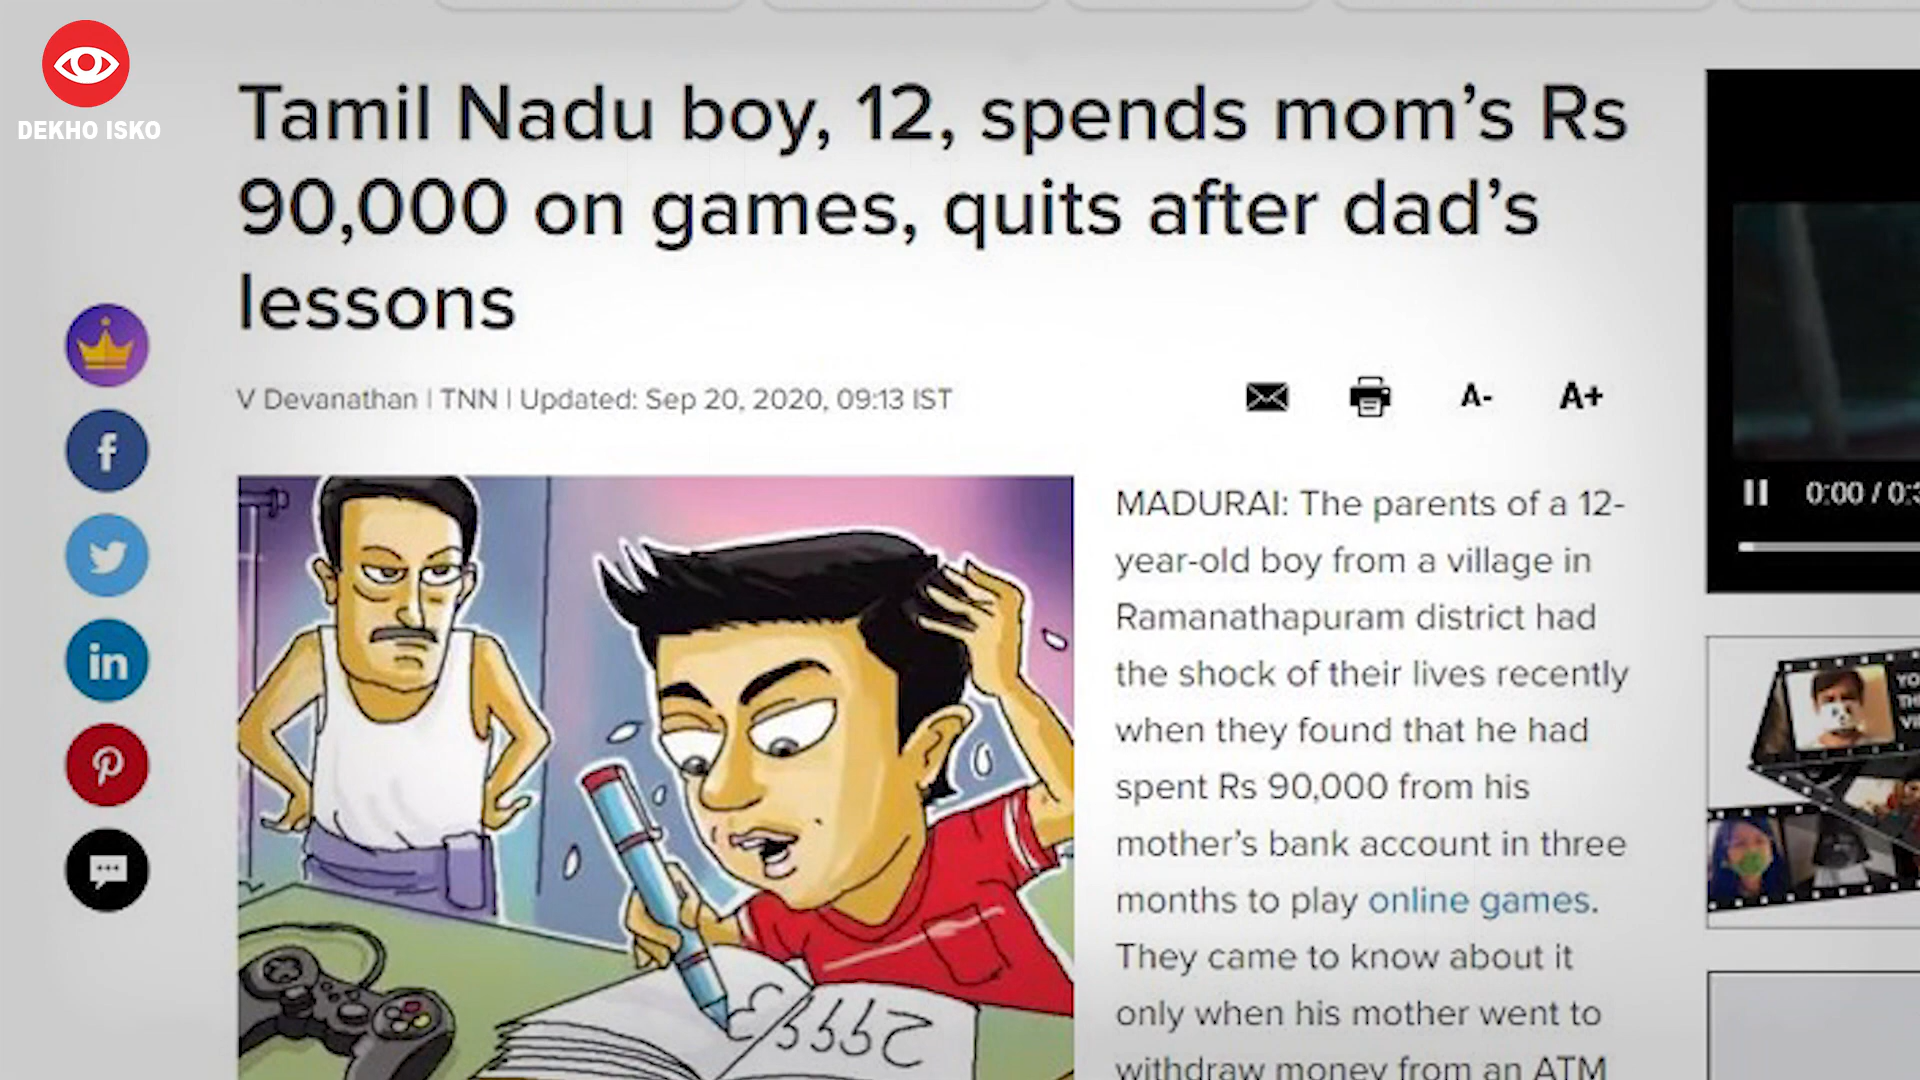 DEKHO ISKO
Tamil Nadu boy, 12, spends mom’s Rs
90,000 on games, quits after dad’s
lessons
V Devanathan | TNN | Updated: Sep 20, 2020, 09:13 IST
A-
A+
MADURAI: The parents of a 12-
year-old boy from a village in
Ramanathapuram district had
the shock of their lives recently
when they found that he had
spent Rs 90,000 from his
mother’s bank account in three
months to play online games.
They came to know about it
only when his mother went to
withdraw money from an ATM
0:00 / 0:3